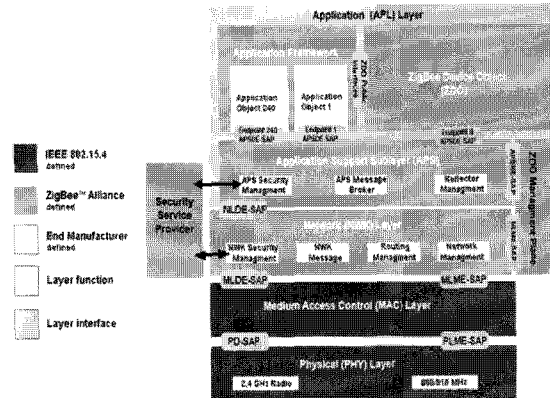 Application (APL) Layer
Application Framework
Application
Object 240
Application
Object 1
ZDO Public
Interfaces
ZigBee Device Object
(ZDO)
Endpoint 240
APSDE-SAP
Endpoint 1
APSDE-SAP
Endpoint 0
APSDE-SAP
Application Support Sublayer (APS)
APS Security
Managment
APS Message
Broker
Reflector
Managment
APSME-SAP
ZDO Managment Plane
NLDE-SAP
Network (NWK) Layer
NWK Security
Managment
NWK
Message
Routing
Managment
Network
Managment
NLME-SAP
MLDE-SAP
MLME-SAP
Medium Access Control (MAC) Layer
PD-SAP
PLME-SAP
Physical (PHY) Layer
2.4 GHz Radio
Security
Service
Provider
IEEE 802.15.4
defined
ZigBee™ Alliance
defined
End Manufacturer
defined
Layer function
Layer interface